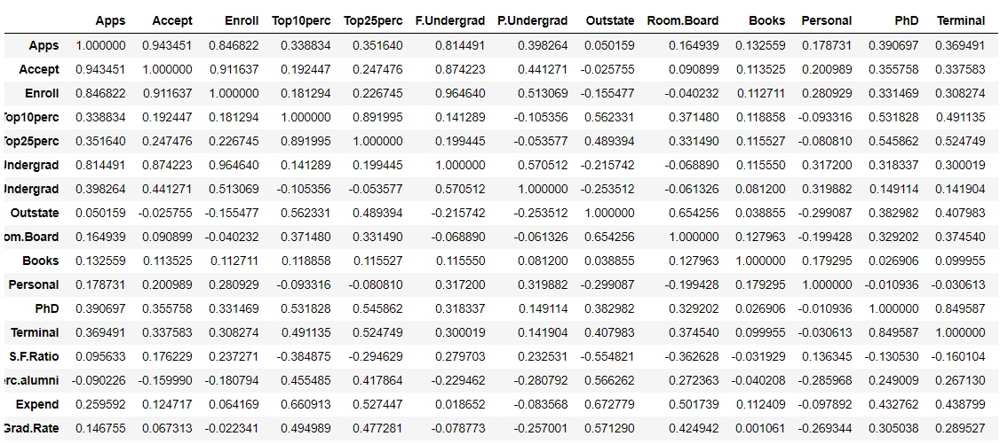 Apps Accept Enroll Top10perc Top25perc F.Undergrad P.Undergrad Outstate Room.Board Books Personal PhD Terminal
Apps 1.000000 0.943451 0.846822 0.338834 0.351640 0.814491 0.398264 0.050159 0.164939 0.132559 0.178731 0.390697 0.369491
Accept 0.943451 1.000000 0.911637 0.192447 0.247476 0.874223 0.441271 -0.025755 0.090899 0.113525 0.200989 0.355758 0.337583
Enroll 0.846822 0.911637 1.000000 0.181294 0.226745 0.964640 0.513069 -0.155477 -0.040232 0.112711 0.280929 0.331469 0.308274
Top10perc 0.338834 0.192447 0.181294 1.000000 0.891995 0.141289 -0.105356 0.562331 0.371480 0.118858 -0.093316 0.531828 0.491135
Top25perc 0.351640 0.247476 0.226745 0.891995 1.000000 0.199445 -0.053577 0.489394 0.331490 0.115527 -0.080810 0.545862 0.524749
Undergrad 0.814491 0.874223 0.964640 0.141289 0.199445 1.000000 0.570512 -0.215742 -0.068890 0.115550 0.317200 0.318337 0.300019
Undergrad 0.398264 0.441271 0.513069 -0.105356 -0.053577 0.570512 1.000000 -0.253512 -0.061326 0.081200 0.319882 0.149114 0.141904
Outstate 0.050159 -0.025755 -0.155477 0.562331 0.489394 -0.215742 -0.253512 1.000000 0.654256 0.038855 -0.299087 0.382982 0.407983
om.Board 0.164939 0.090899 -0.040232 0.371480 0.331490 -0.068890 -0.061326 0.654256 1.000000 0.127963 -0.199428 0.329202 0.374540
Books 0.132559 0.113525 0.112711 0.118858 0.115527 0.115550 0.081200 0.038855 0.127963 1.000000 0.179295 0.026906 0.099955
Personal 0.178731 0.200989 0.280929 -0.093316 -0.080810 0.317200 0.319882 -0.299087 -0.199428 0.179295 1.000000 -0.010936 -0.030613
PhD 0.390697 0.355758 0.331469 0.531828 0.545862 0.318337 0.149114 0.382982 0.329202 0.026906 -0.010936 1.000000 0.849587
Terminal 0.369491 0.337583 0.308274 0.491135 0.524749 0.300019 0.141904 0.407983 0.374540 0.099955 -0.030613 0.849587 1.000000
S.F.Ratio 0.095633 0.176229 0.237271 -0.384875 -0.294629 0.279703 0.232531 -0.554821 -0.362628 -0.031929 0.136345 -0.130530 -0.160104
rc.alumni -0.090226 -0.159990 -0.180794 0.455485 0.417864 -0.229462 -0.280792 0.566262 0.272363 -0.040208 -0.285968 0.249009 0.267130
Expend 0.259592 0.124717 0.064169 0.660913 0.527447 0.018652 -0.083568 0.672779 0.501739 0.112409 -0.097892 0.432762 0.438799
Grad.Rate 0.146755 0.067313 -0.022341 0.494989 0.477281 -0.078773 -0.257001 0.571290 0.424942 0.001061 -0.269344 0.305038 0.289527